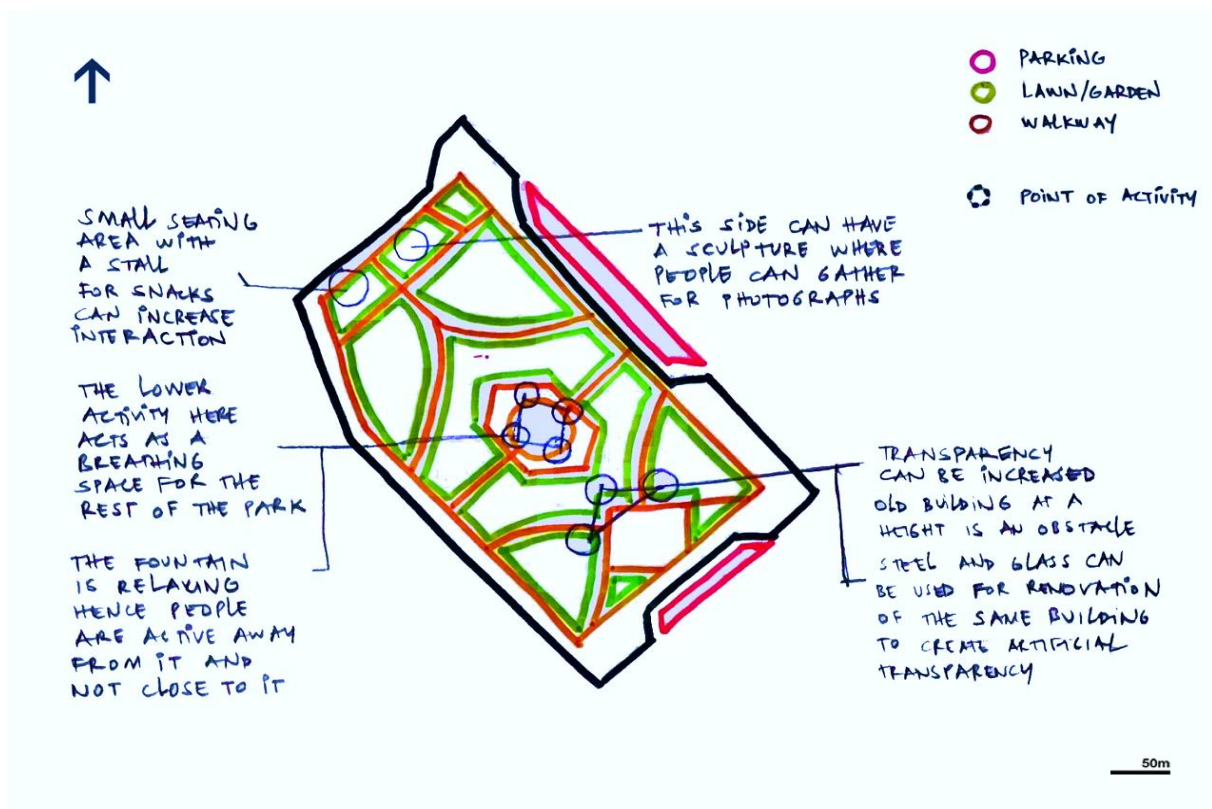 PARKING
LAWN/GARDEN
WALKWAY
POINT OF ACTIVITY
SMALL SEATING
AREA WITH
A STALL
FOR SNACKS
CAN INCREASE
INTERACTION
THIS SIDE CAN HAVE
A SCULPTURE WHERE
PEOPLE CAN GATHER
FOR PHOTOGRAPHS
THE LOWER
ACTIVITY HERE
ACTS AS A
BREATHING
SPACE FOR THE
REST OF THE PARK
THE FOUNTAIN
IS RELAXING
HENCE PEOPLE
ARE ACTIVE AWAY
FROM IT AND
NOT CLOSE TO IT
TRANSPARENCY
CAN BE INCREASED
OLD BUILDING AT A
HEIGHT IS AN OBSTACLE
STEEL AND GLASS CAN
BE USED FOR RENOVATION
OF THE SAME BUILDING
TO CREATE ARTIFICIAL
TRANSPARENCY
50m